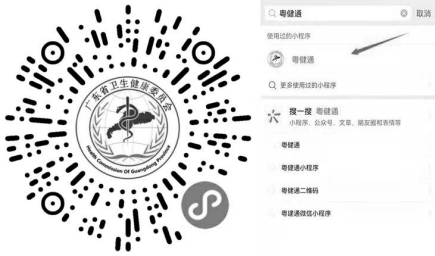 广东省卫生健康委员会
Health Commission Of Guangdong Province
粤健通
取消
使用过的小程序
粤健通
更多使用过的小程序
搜一搜 粤健通
小程序、公众号、文章、朋友圈和表情等
粤健通
粤健通小程序
粤健通二维码
粤建通微信小程序